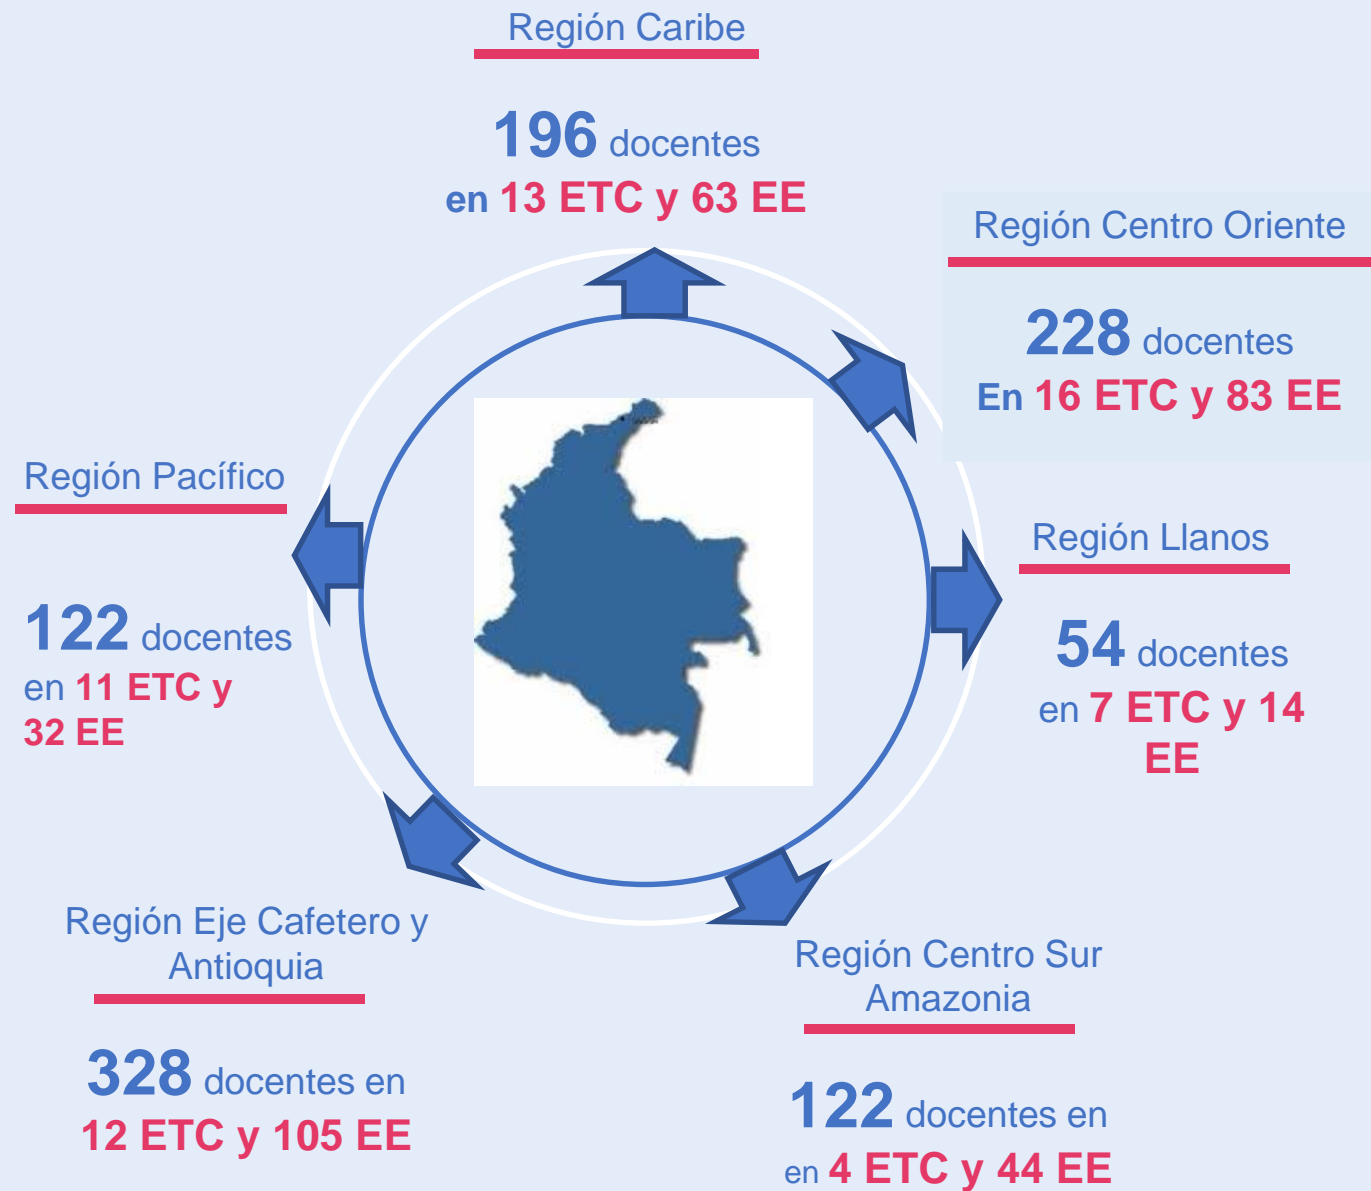 Región Caribe
196 docentes
en 13 ETC y 63 EE
Región Centro Oriente
228 docentes
En 16 ETC y 83 EE
Región Pacífico
122 docentes
en 11 ETC y
32 EE
Región Llanos
54 docentes
en 7 ETC y 14
EE
Región Eje Cafetero y
Antioquia
328 docentes en
12 ETC y 105 EE
Región Centro Sur
Amazonia
122 docentes en
en 4 ETC y 44 EE